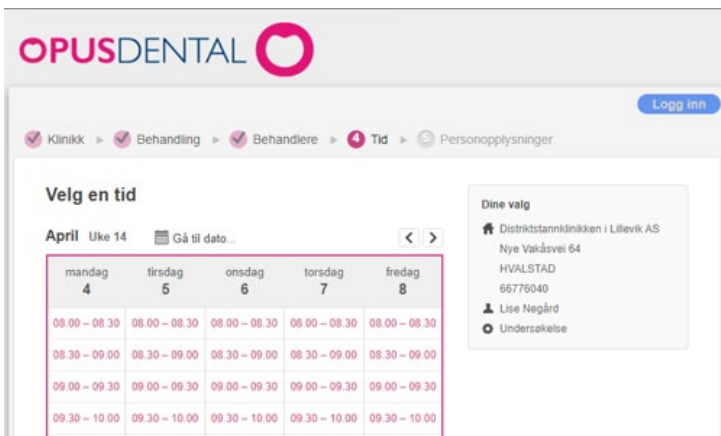 OPUSDENTAL
Logg inn
Klinikk Behandling Behandlere 4 Tid 5 Personopplysninger
Velg en tid
April Uke 14 Gå til dato...
mandag tirsdag onsdag torsdag fredag
4 5 6 7 8
08.00 – 08.30 08.00 – 08.30 08.00 – 08.30 08.00 – 08.30 08.00 – 08.30
08.30 – 09.00 08.30 – 09.00 08.30 – 09.00 08.30 – 09.00 08.30 – 09.00
09.00 – 09.30 09.00 – 09.30 09.00 – 09.30 09.00 – 09.30 09.00 – 09.30
09.30 – 10.00 09.30 – 10.00 09.30 – 10.00 09.30 – 10.00 09.30 – 10.00
Dine valg
Distriktstannklinikken i Lillevik AS
Nye Vakåsvei 64
HVALSTAD
66776040
Lise Negård
Undersøkelse